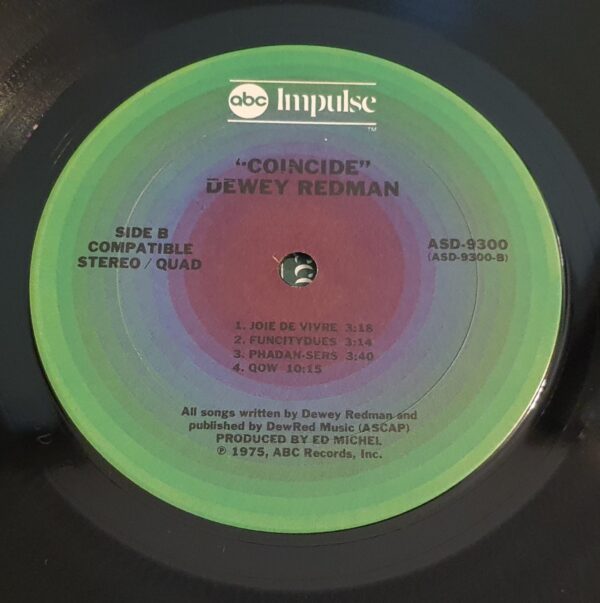 abc Impulse
TM
"COINCIDE"
DEWEY REDMAN
SIDE B
COMPATIBLE
STEREO / QUAD
ASD-9300
(ASD-9300-B)
1. JOIE DE VIVRE 3:18
2. FUNCITYDUES 3:14
3. PHADAN-SERS 3:40
4. QOW 10:15
All songs written by Dewey Redman and
published by DewRed Music (ASCAP)
PRODUCED BY ED MICHEL
℗ 1975, ABC Records, Inc.